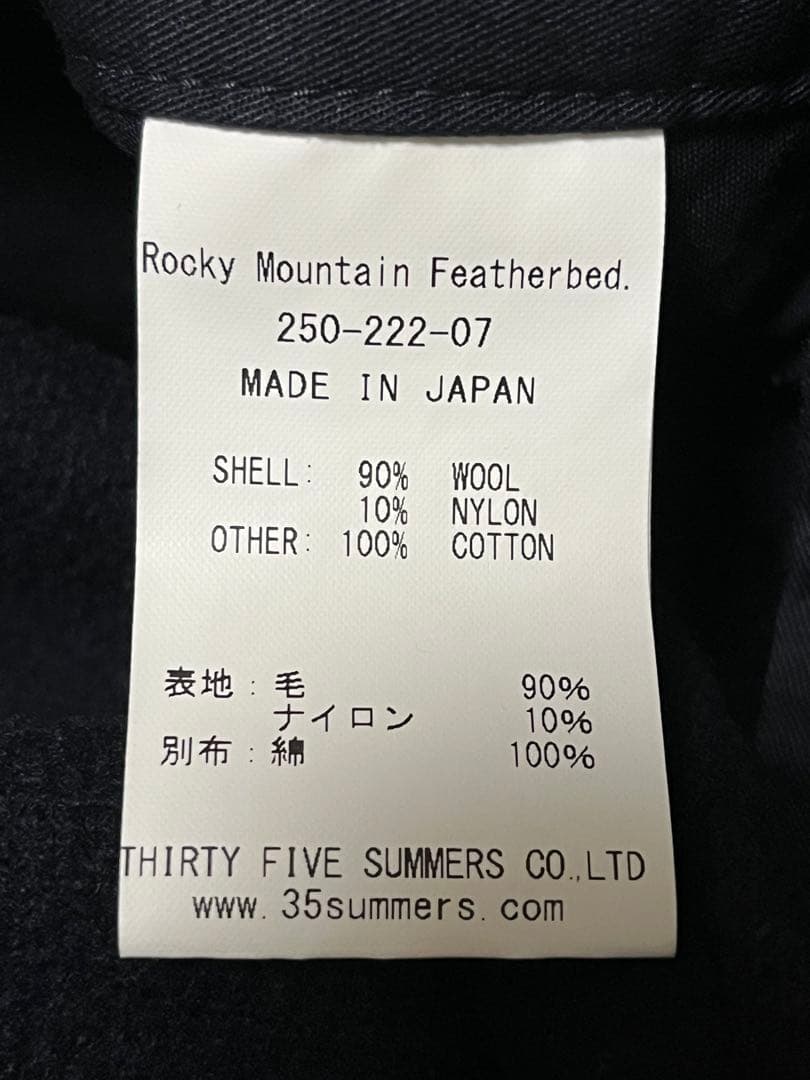 Rocky Mountain Featherbed.
250-222-07
MADE IN JAPAN
SHELL: 90% WOOL
10% NYLON
OTHER: 100% COTTON
表地:毛 90%
ナイロン 10%
別布:綿 100%
THIRTY FIVE SUMMERS CO.,LTD
www.35summers.com